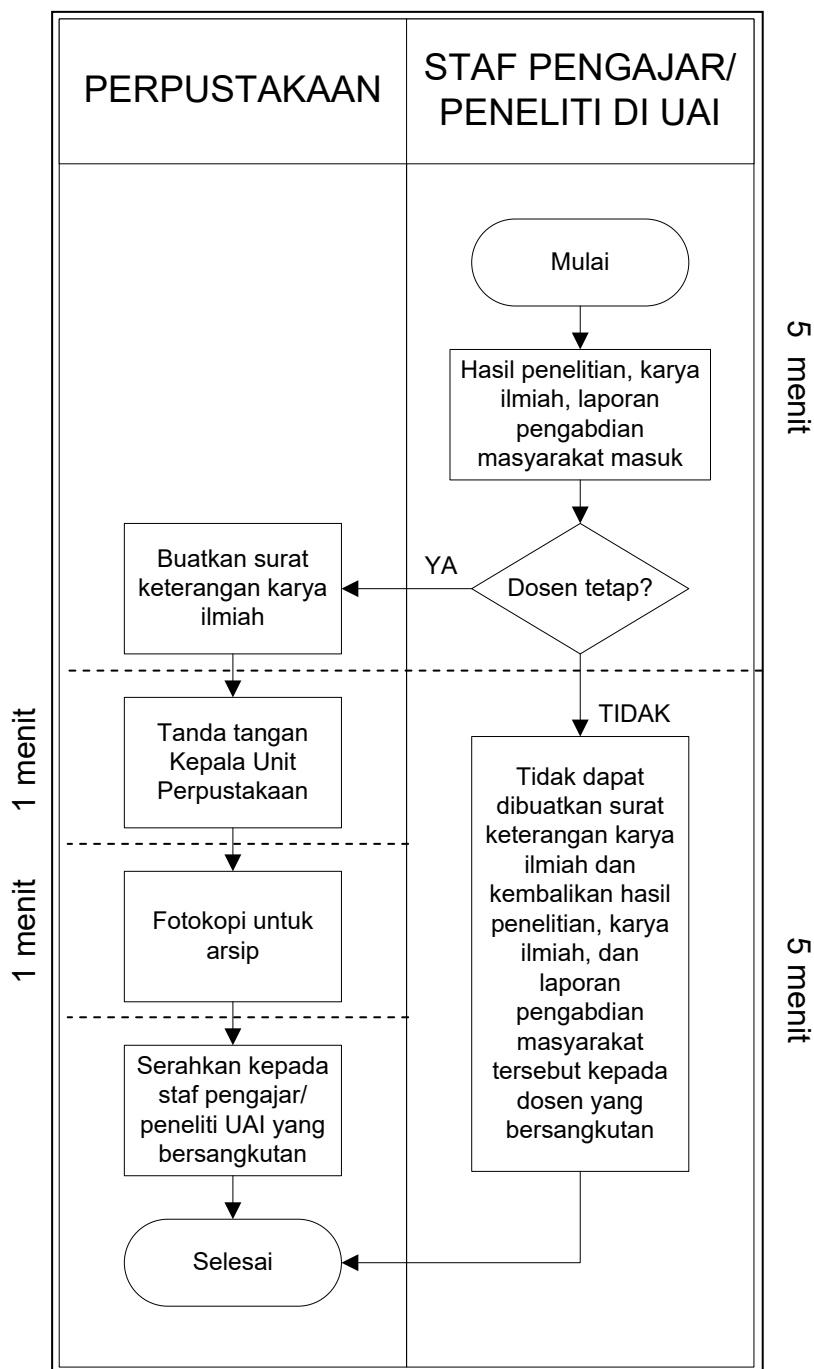 PERPUSTAKAAN
STAF PENGAJAR/
PENELITI DI UAI
Mulai
5 menit
Hasil penelitian, karya
ilmiah, laporan
pengabdian
masyarakat masuk
Dosen tetap?
YA
Buatkan surat
keterangan karya
ilmiah
TIDAK
1 menit
Tanda tangan
Kepala Unit
Perpustakaan
1 menit
Fotokopi untuk
arsip
Tidak dapat
dibuatkan surat
keterangan karya
ilmiah dan
kembalikan hasil
penelitian, karya
ilmiah, dan
laporan
pengabdian
masyarakat
tersebut kepada
dosen yang
bersangkutan
5 menit
Serahkan kepada
staf pengajar/
peneliti UAI yang
bersangkutan
Selesai